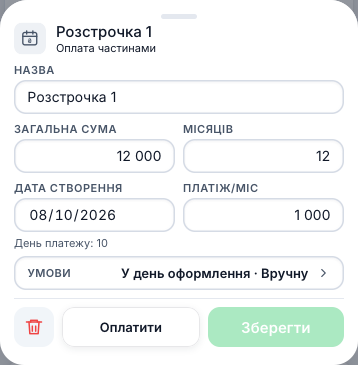 Розстрочка 1
Оплата частинами
НАЗВА
Розстрочка 1
ЗАГАЛЬНА СУМА
МІСЯЦІВ
12 000
12
ДАТА СТВОРЕННЯ
ПЛАТІЖ/МІС
08/10/2026
1 000
День платежу: 10
УМОВИ
У день оформлення · Вручну
Оплатити
Зберегти